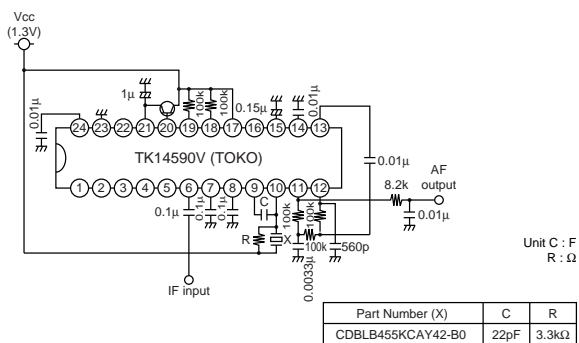 Vcc
(1.3V)
1μ
100k
100k
0.15μ
0.01μ
0.01μ
24 23 22 21 20 19 18 17 16 15 14 13
TK14590V (TOKO)
1 2 3 4 5 6 7 8 9 10 11 12
0.01μ
8.2k
AF
output
0.01μ
0.1μ
0.1μ
0.1μ
C
R
X
100k
100k
100k
560p
0.0033μ
IF input
Unit C : F
R : Ω
Part Number (X) C R
CDBLB455KCAY42-B0 22pF 3.3kΩ